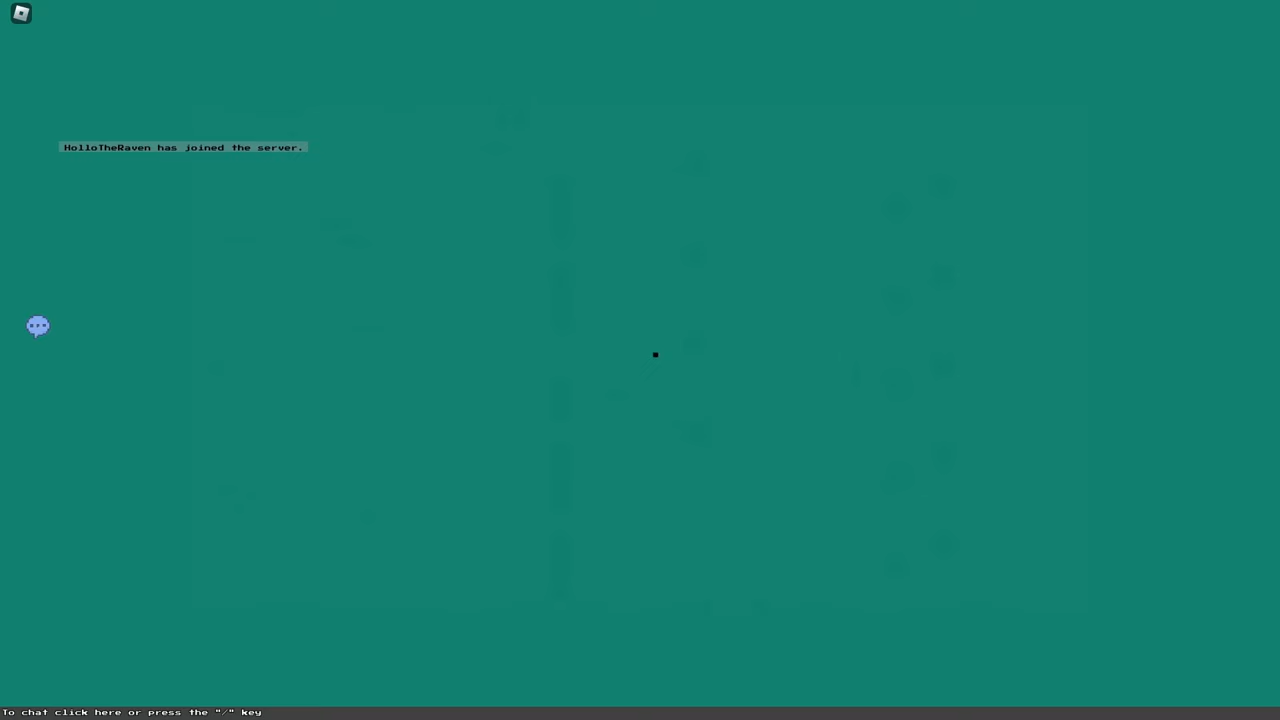 HolloTheRaven has joined the server.
To chat click here or press the "/" key